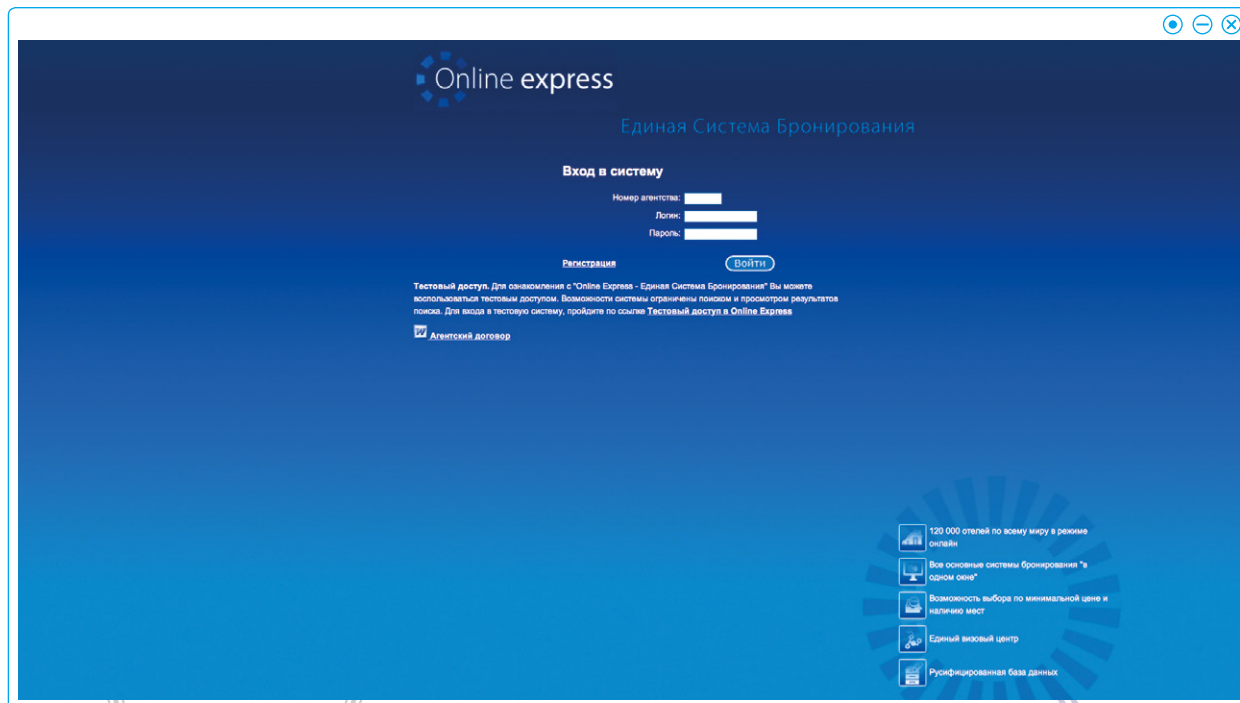 Online express
Единая Система Бронирования
Вход в систему
Номер агентства:
Логин:
Пароль:
Регистрация
Войти
Тестовый доступ. Для ознакомления с "Online Express - Единая Система Бронирования" Вы можете
воспользоваться тестовым доступом. Возможности системы ограничены поиском и просмотром результатов
поиска. Для входа в тестовую систему, пройдите по ссылке Тестовый доступ в Online Express
Агентский договор
120 000 отелей по всему миру в режиме
онлайн
Все основные системы бронирования "в
одном окне"
Возможность выбора по минимальной цене и
наличию мест
Единый визовый центр
Русифицированная база данных